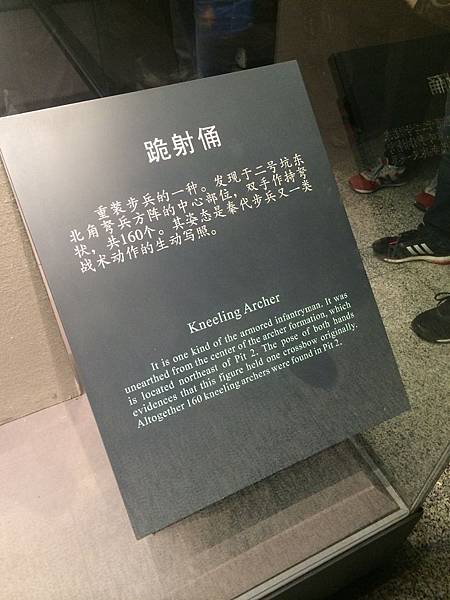 跪射俑
重装步兵的一种。发现于二号坑东
北角弩兵方阵的中心部位，双手作持弩
状，共160个。其姿态是秦代步兵又一类
战术动作的生动写照。
Kneeling Archer
It is one kind of the armored infantryman. It was
unearthed from the center of the archer formation, which
is located northeast of Pit 2. The pose of both hands
evidences that this figure held one crossbow originally.
Altogether 160 kneeling archers were found in Pit 2.